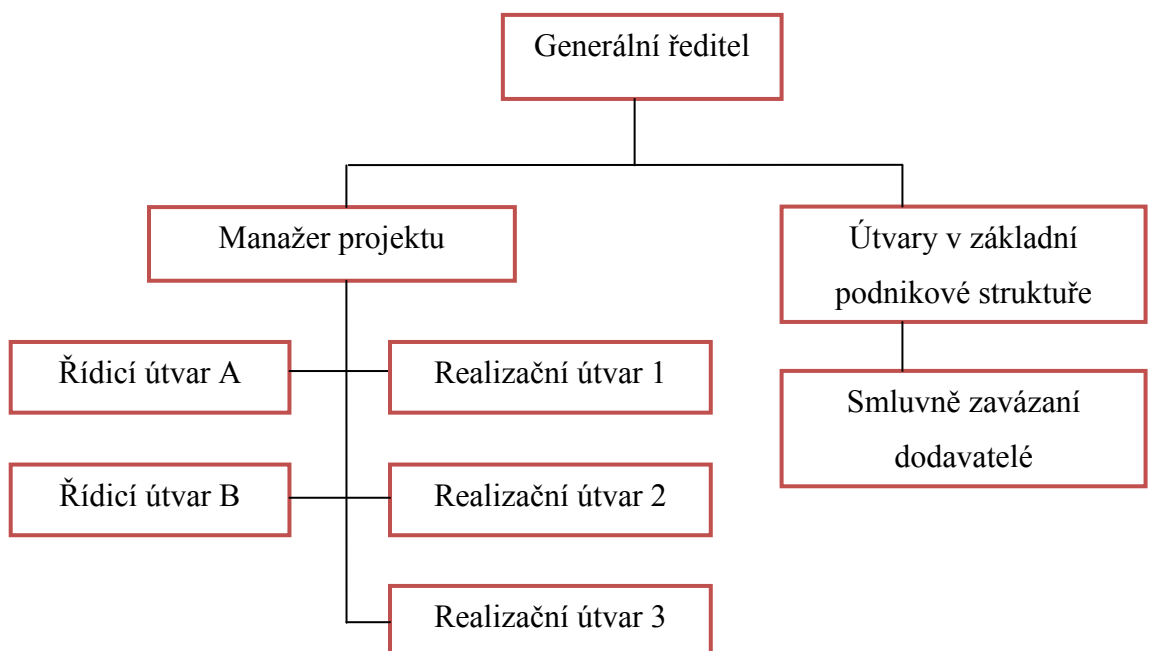 Generální ředitel
Manažer projektu
Útvary v základní
podnikové struktuře
Řídicí útvar A
Realizační útvar 1
Smluvně zavázaní
dodavatelé
Řídicí útvar B
Realizační útvar 2
Realizační útvar 3